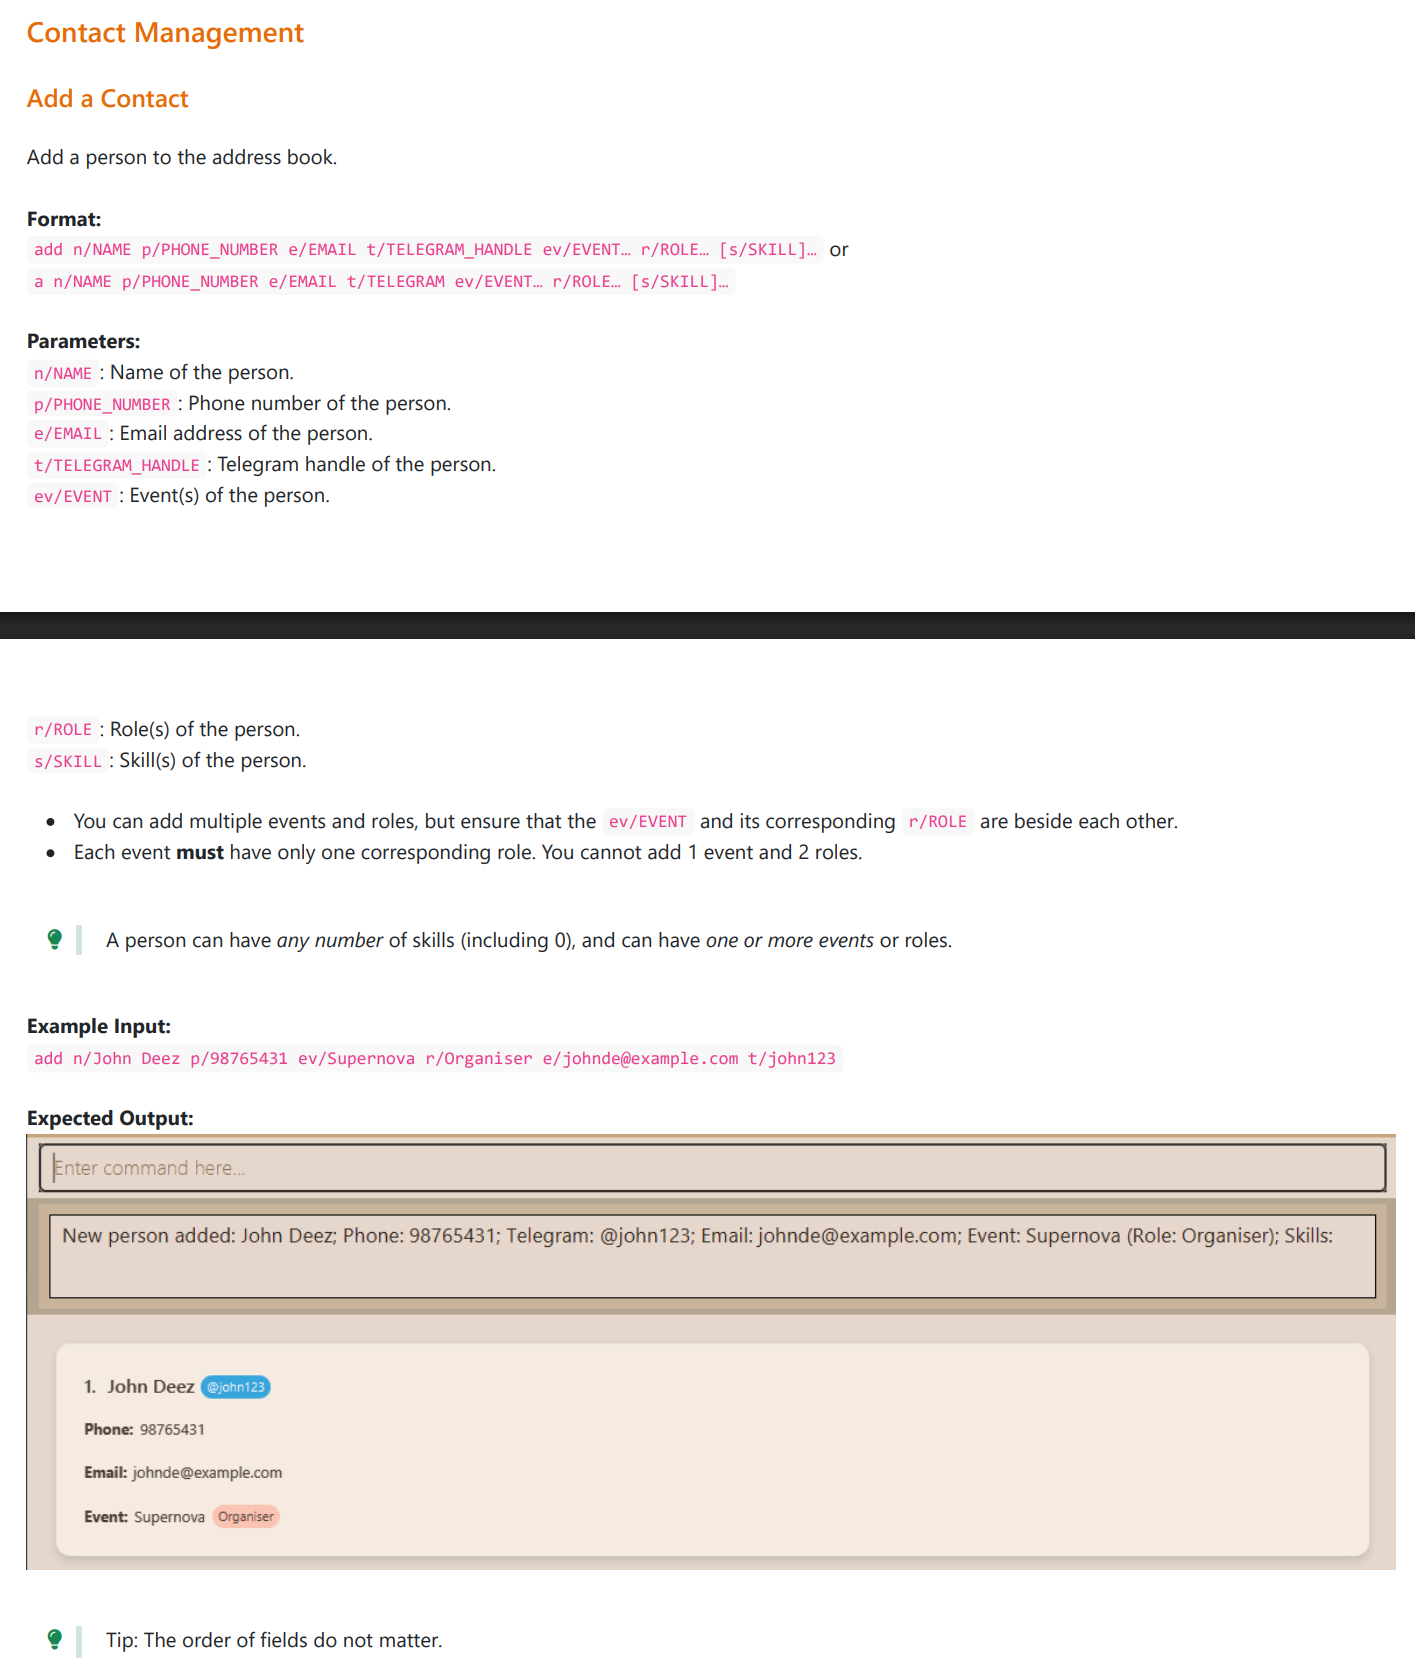 Contact Management
Add a Contact
Add a person to the address book.
Format:
add n/NAME p/PHONE_NUMBER e/EMAIL t/TELEGRAM_HANDLE ev/EVENT… r/ROLE… [s/SKILL]… or
a n/NAME p/PHONE_NUMBER e/EMAIL t/TELEGRAM ev/EVENT… r/ROLE… [s/SKILL]…
Parameters:
n/NAME : Name of the person.
p/PHONE_NUMBER : Phone number of the person.
e/EMAIL : Email address of the person.
t/TELEGRAM_HANDLE : Telegram handle of the person.
ev/EVENT : Event(s) of the person.
r/ROLE : Role(s) of the person.
s/SKILL : Skill(s) of the person.
• You can add multiple events and roles, but ensure that the ev/EVENT and its corresponding r/ROLE are beside each other.
• Each event must have only one corresponding role. You cannot add 1 event and 2 roles.
A person can have any number of skills (including 0), and can have one or more events or roles.
Example Input:
add n/John Deez p/98765431 ev/Supernova r/Organiser e/johnde@example.com t/john123
Expected Output:
Enter command here...
New person added: John Deez; Phone: 98765431; Telegram: @john123; Email: johnde@example.com; Event: Supernova (Role: Organiser); Skills:
1. John Deez @john123
Phone: 98765431
Email: johnde@example.com
Event: Supernova Organiser
Tip: The order of fields do not matter.